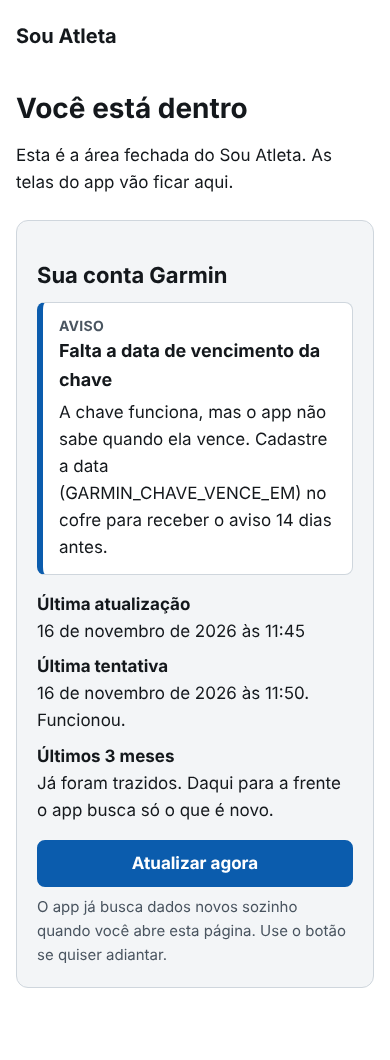 Sou Atleta
Você está dentro
Esta é a área fechada do Sou Atleta. As
telas do app vão ficar aqui.
Sua conta Garmin
AVISO
Falta a data de vencimento da
chave
A chave funciona, mas o app não
sabe quando ela vence. Cadastre
a data
(GARMIN_CHAVE_VENCE_EM) no
cofre para receber o aviso 14 dias
antes.
Última atualização
16 de novembro de 2026 às 11:45
Última tentativa
16 de novembro de 2026 às 11:50.
Funcionou.
Últimos 3 meses
Já foram trazidos. Daqui para a frente
o app busca só o que é novo.
Atualizar agora
O app já busca dados novos sozinho
quando você abre esta página. Use o botão
se quiser adiantar.